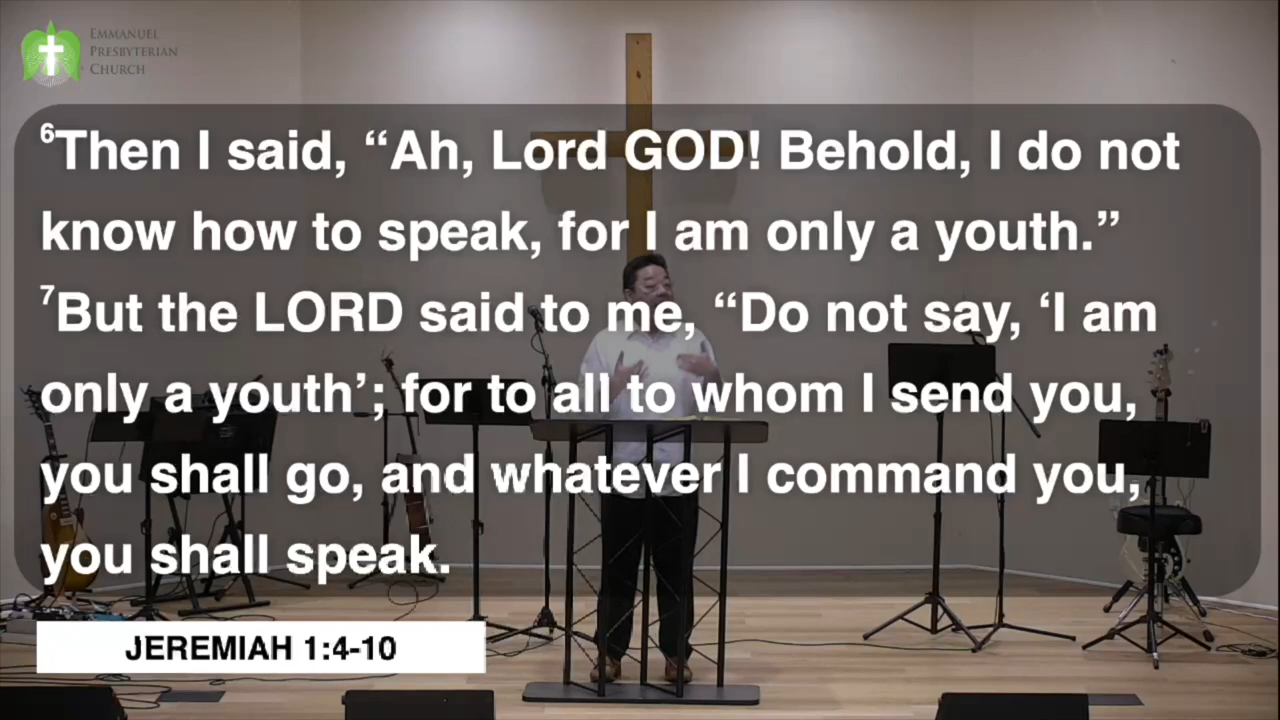 EMMANUEL
PRESBYTERIAN
CHURCH
⁶Then I said, “Ah, Lord GOD! Behold, I do not
know how to speak, for I am only a youth.”
⁷But the LORD said to me, “Do not say, ‘I am
only a youth’; for to all to whom I send you,
you shall go, and whatever I command you,
you shall speak.
JEREMIAH 1:4-10